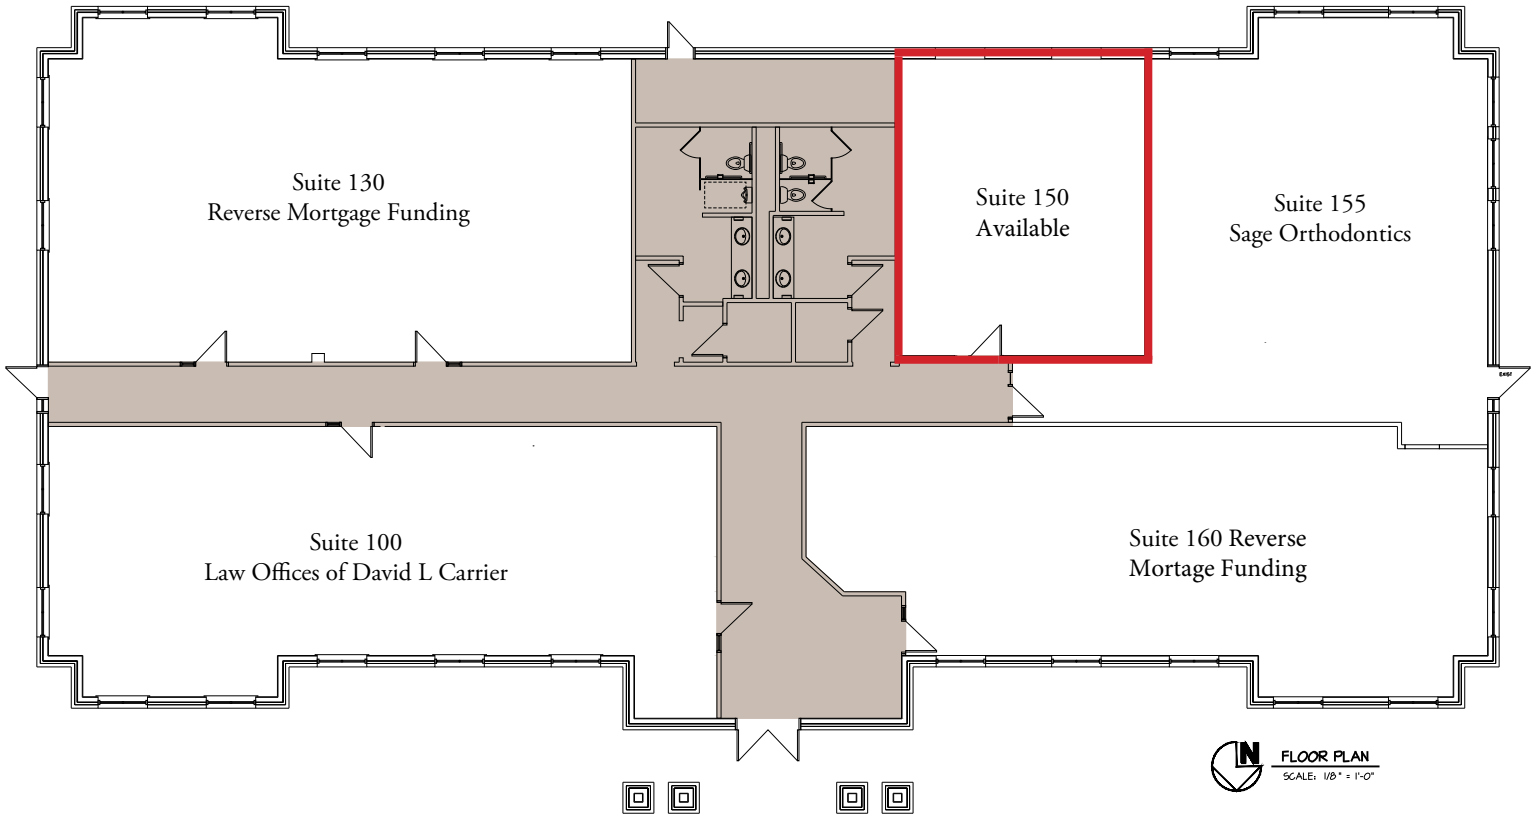 Suite 130
Reverse Mortgage Funding
Suite 150
Available
Suite 155
Sage Orthodontics
EXIST
Suite 100
Law Offices of David L Carrier
Suite 160 Reverse
Mortage Funding
N
FLOOR PLAN
SCALE: 1/8" = 1'-0"